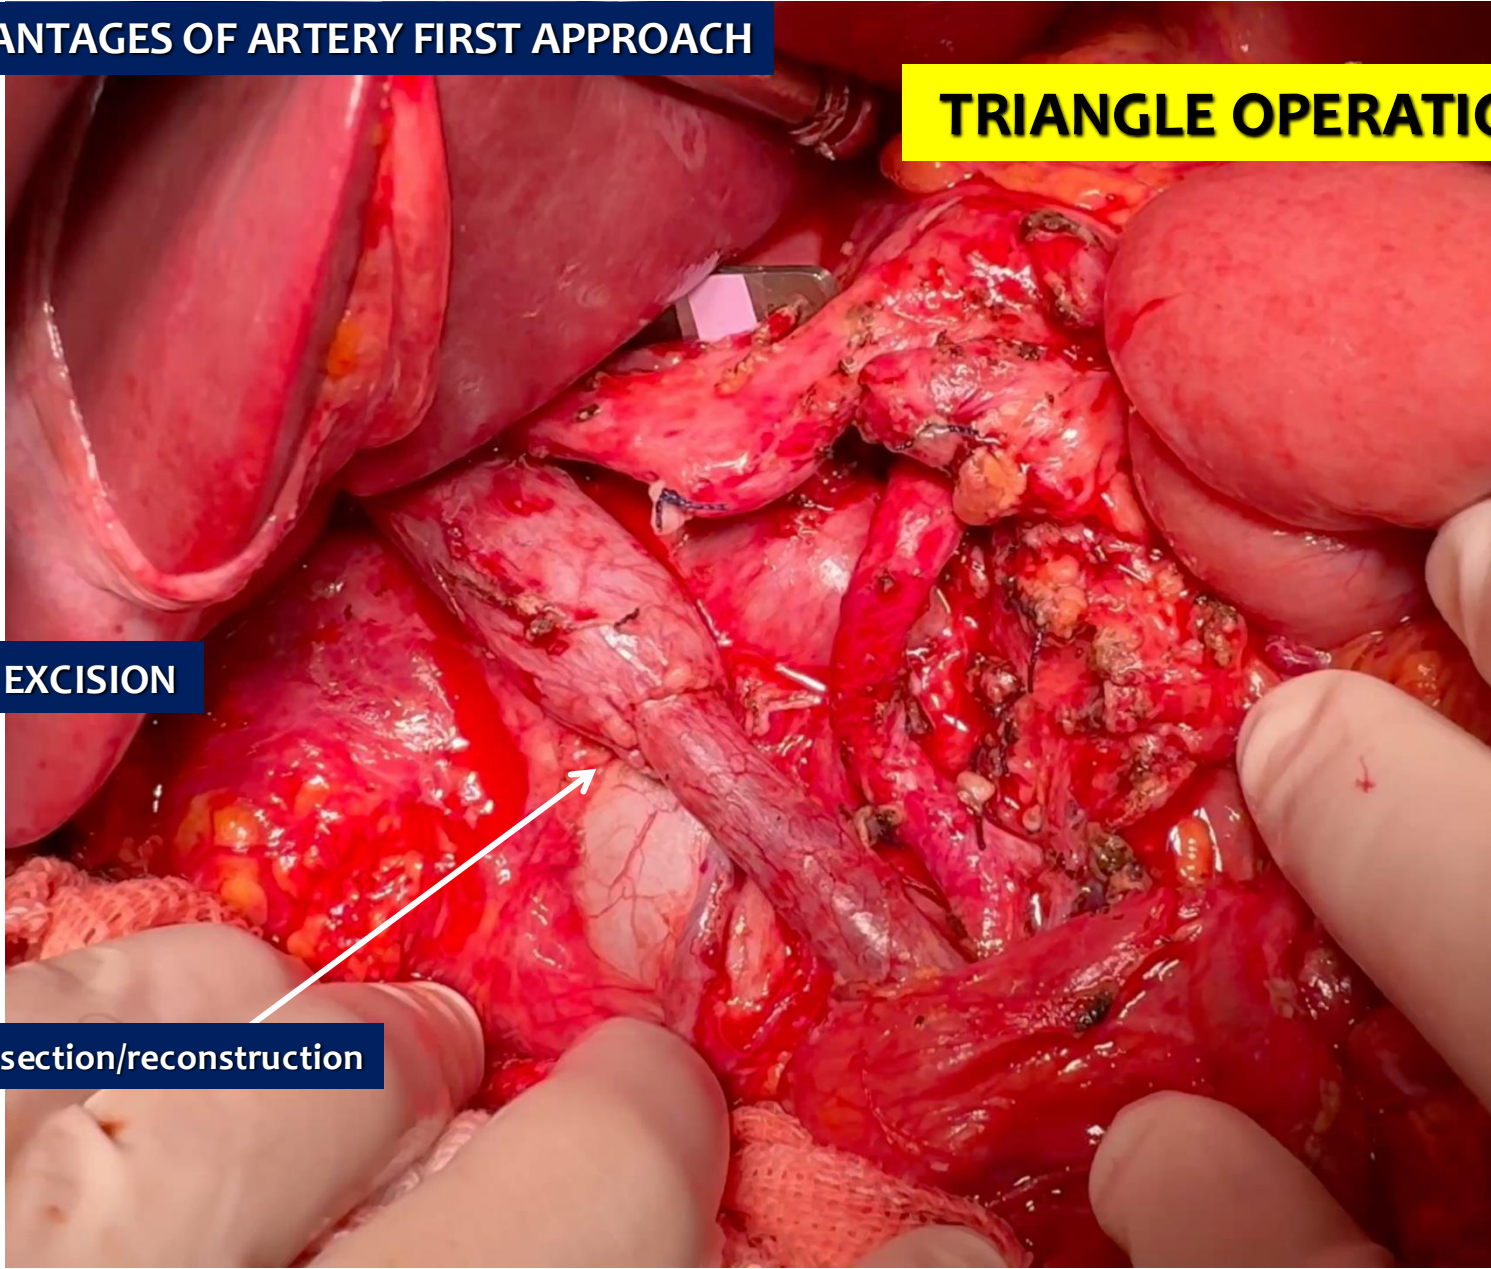 ANTAGES OF ARTERY FIRST APPROACH
TRIANGLE OPERATIO
EXCISION
section/reconstruction